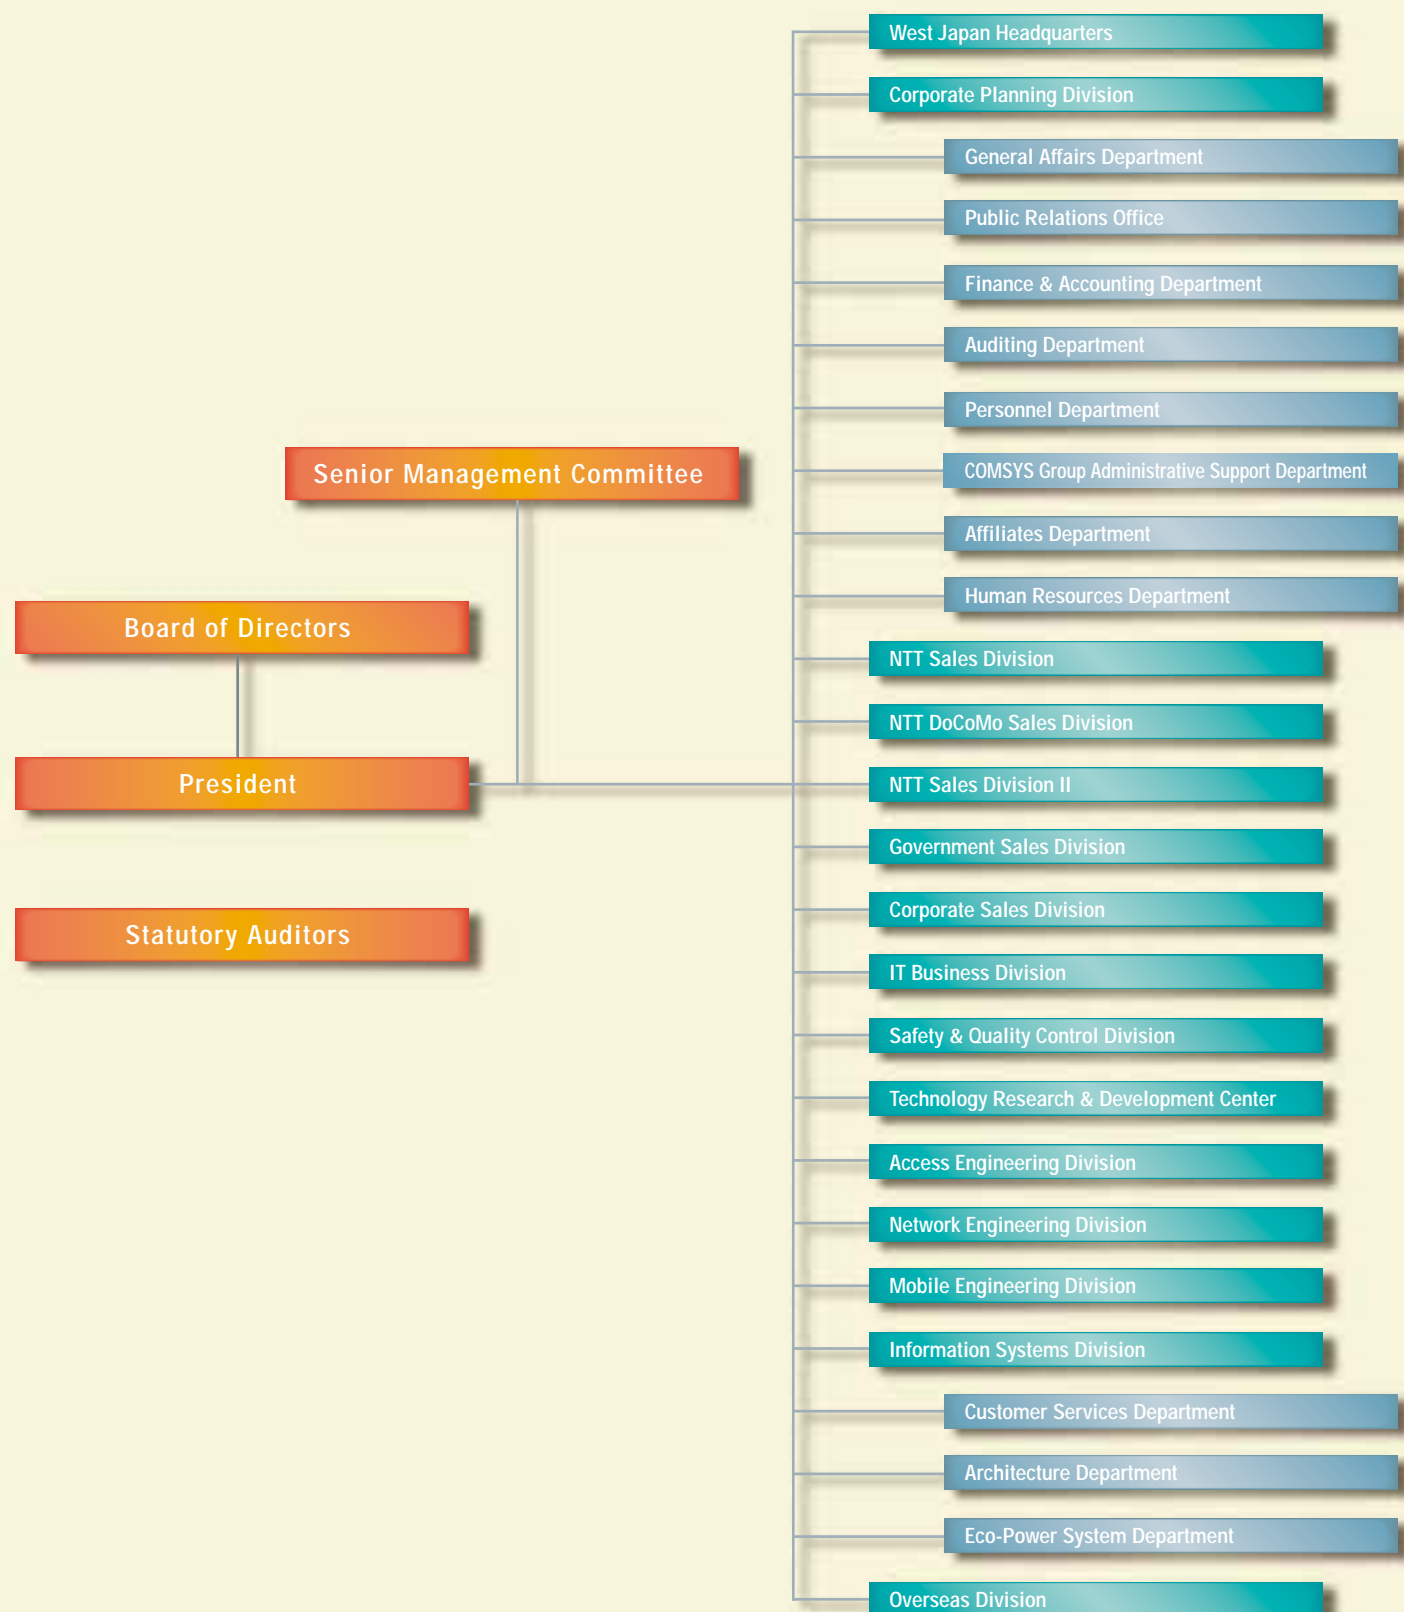 West Japan Headquarters
Corporate Planning Division
General Affairs Department
Public Relations Office
Finance & Accounting Department
Auditing Department
Personnel Department
Senior Management Committee
COMSYS Group Administrative Support Department
Affiliates Department
Human Resources Department
Board of Directors
NTT Sales Division
NTT DoCoMo Sales Division
President
NTT Sales Division II
Government Sales Division
Corporate Sales Division
Statutory Auditors
IT Business Division
Safety & Quality Control Division
Technology Research & Development Center
Access Engineering Division
Network Engineering Division
Mobile Engineering Division
Information Systems Division
Customer Services Department
Architecture Department
Eco-Power System Department
Overseas Division